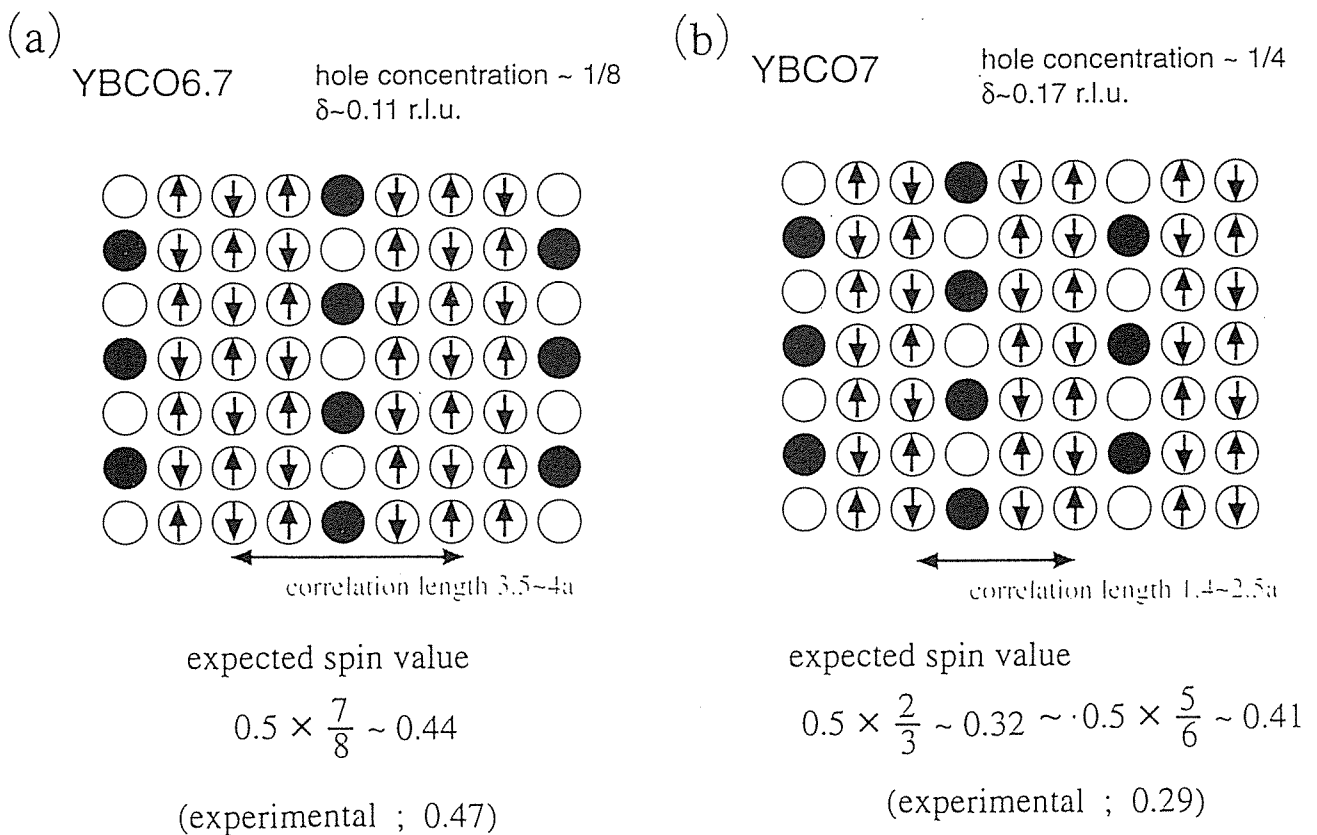 (a)
YBCO6.7
hole concentration ~ 1/8
δ~0.11 r.l.u.
correlation length 3.5~4a
expected spin value
0.5 × 7/8 ~ 0.44
(experimental ; 0.47)
(b)
YBCO7
hole concentration ~ 1/4
δ~0.17 r.l.u.
correlation length 1.4~2.5a
expected spin value
0.5 × 2/3 ~ 0.32 ~ 0.5 × 5/6 ~ 0.41
(experimental ; 0.29)